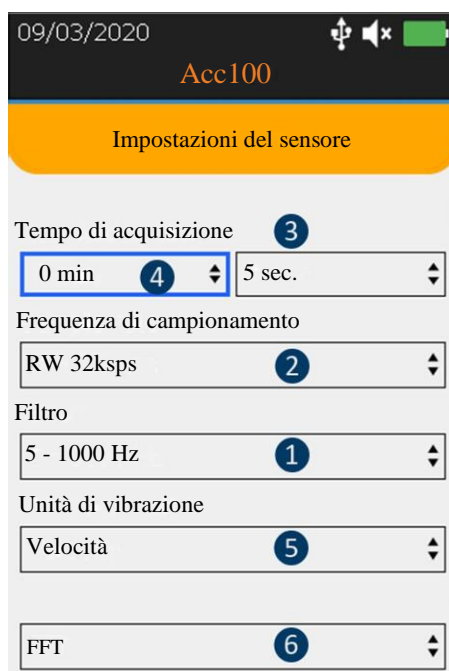 09/03/2020
Acc100
Impostazioni del sensore
Tempo di acquisizione 3
0 min 4 5 sec.
Frequenza di campionamento
RW 32ksps 2
Filtro
5 - 1000 Hz 1
Unità di vibrazione
Velocità 5
FFT 6